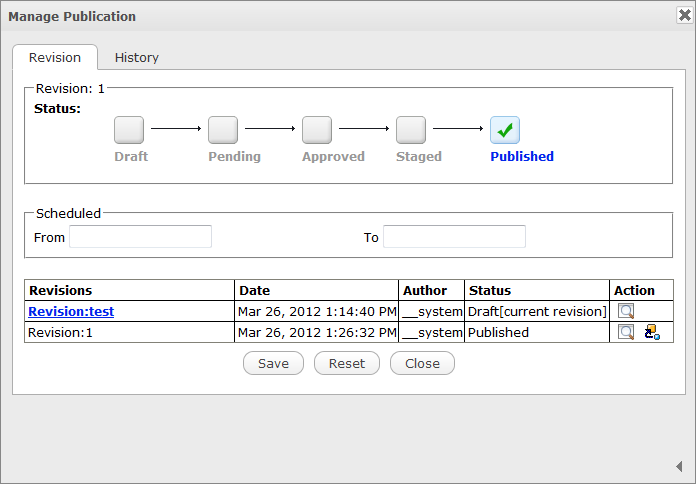 Manage Publication
Revision History
Revision: 1
Status:
Draft Pending Approved Staged Published
Scheduled
From To
Revisions Date Author Status Action
Revision:test Mar 26, 2012 1:14:40 PM __system Draft[current revision]
Revision:1 Mar 26, 2012 1:26:32 PM __system Published
Save Reset Close